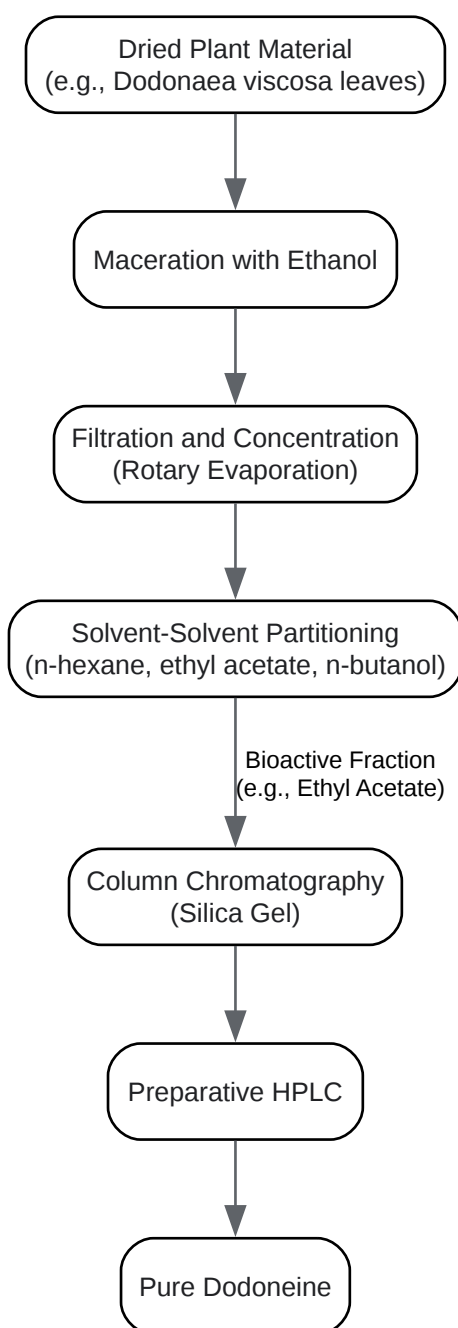 Dried Plant Material
(e.g., Dodonaea viscosa leaves)
Maceration with Ethanol
Filtration and Concentration
(Rotary Evaporation)
Solvent-Solvent Partitioning
(n-hexane, ethyl acetate, n-butanol)
Bioactive Fraction
(e.g., Ethyl Acetate)
Column Chromatography
(Silica Gel)
Preparative HPLC
Pure Dodoneine